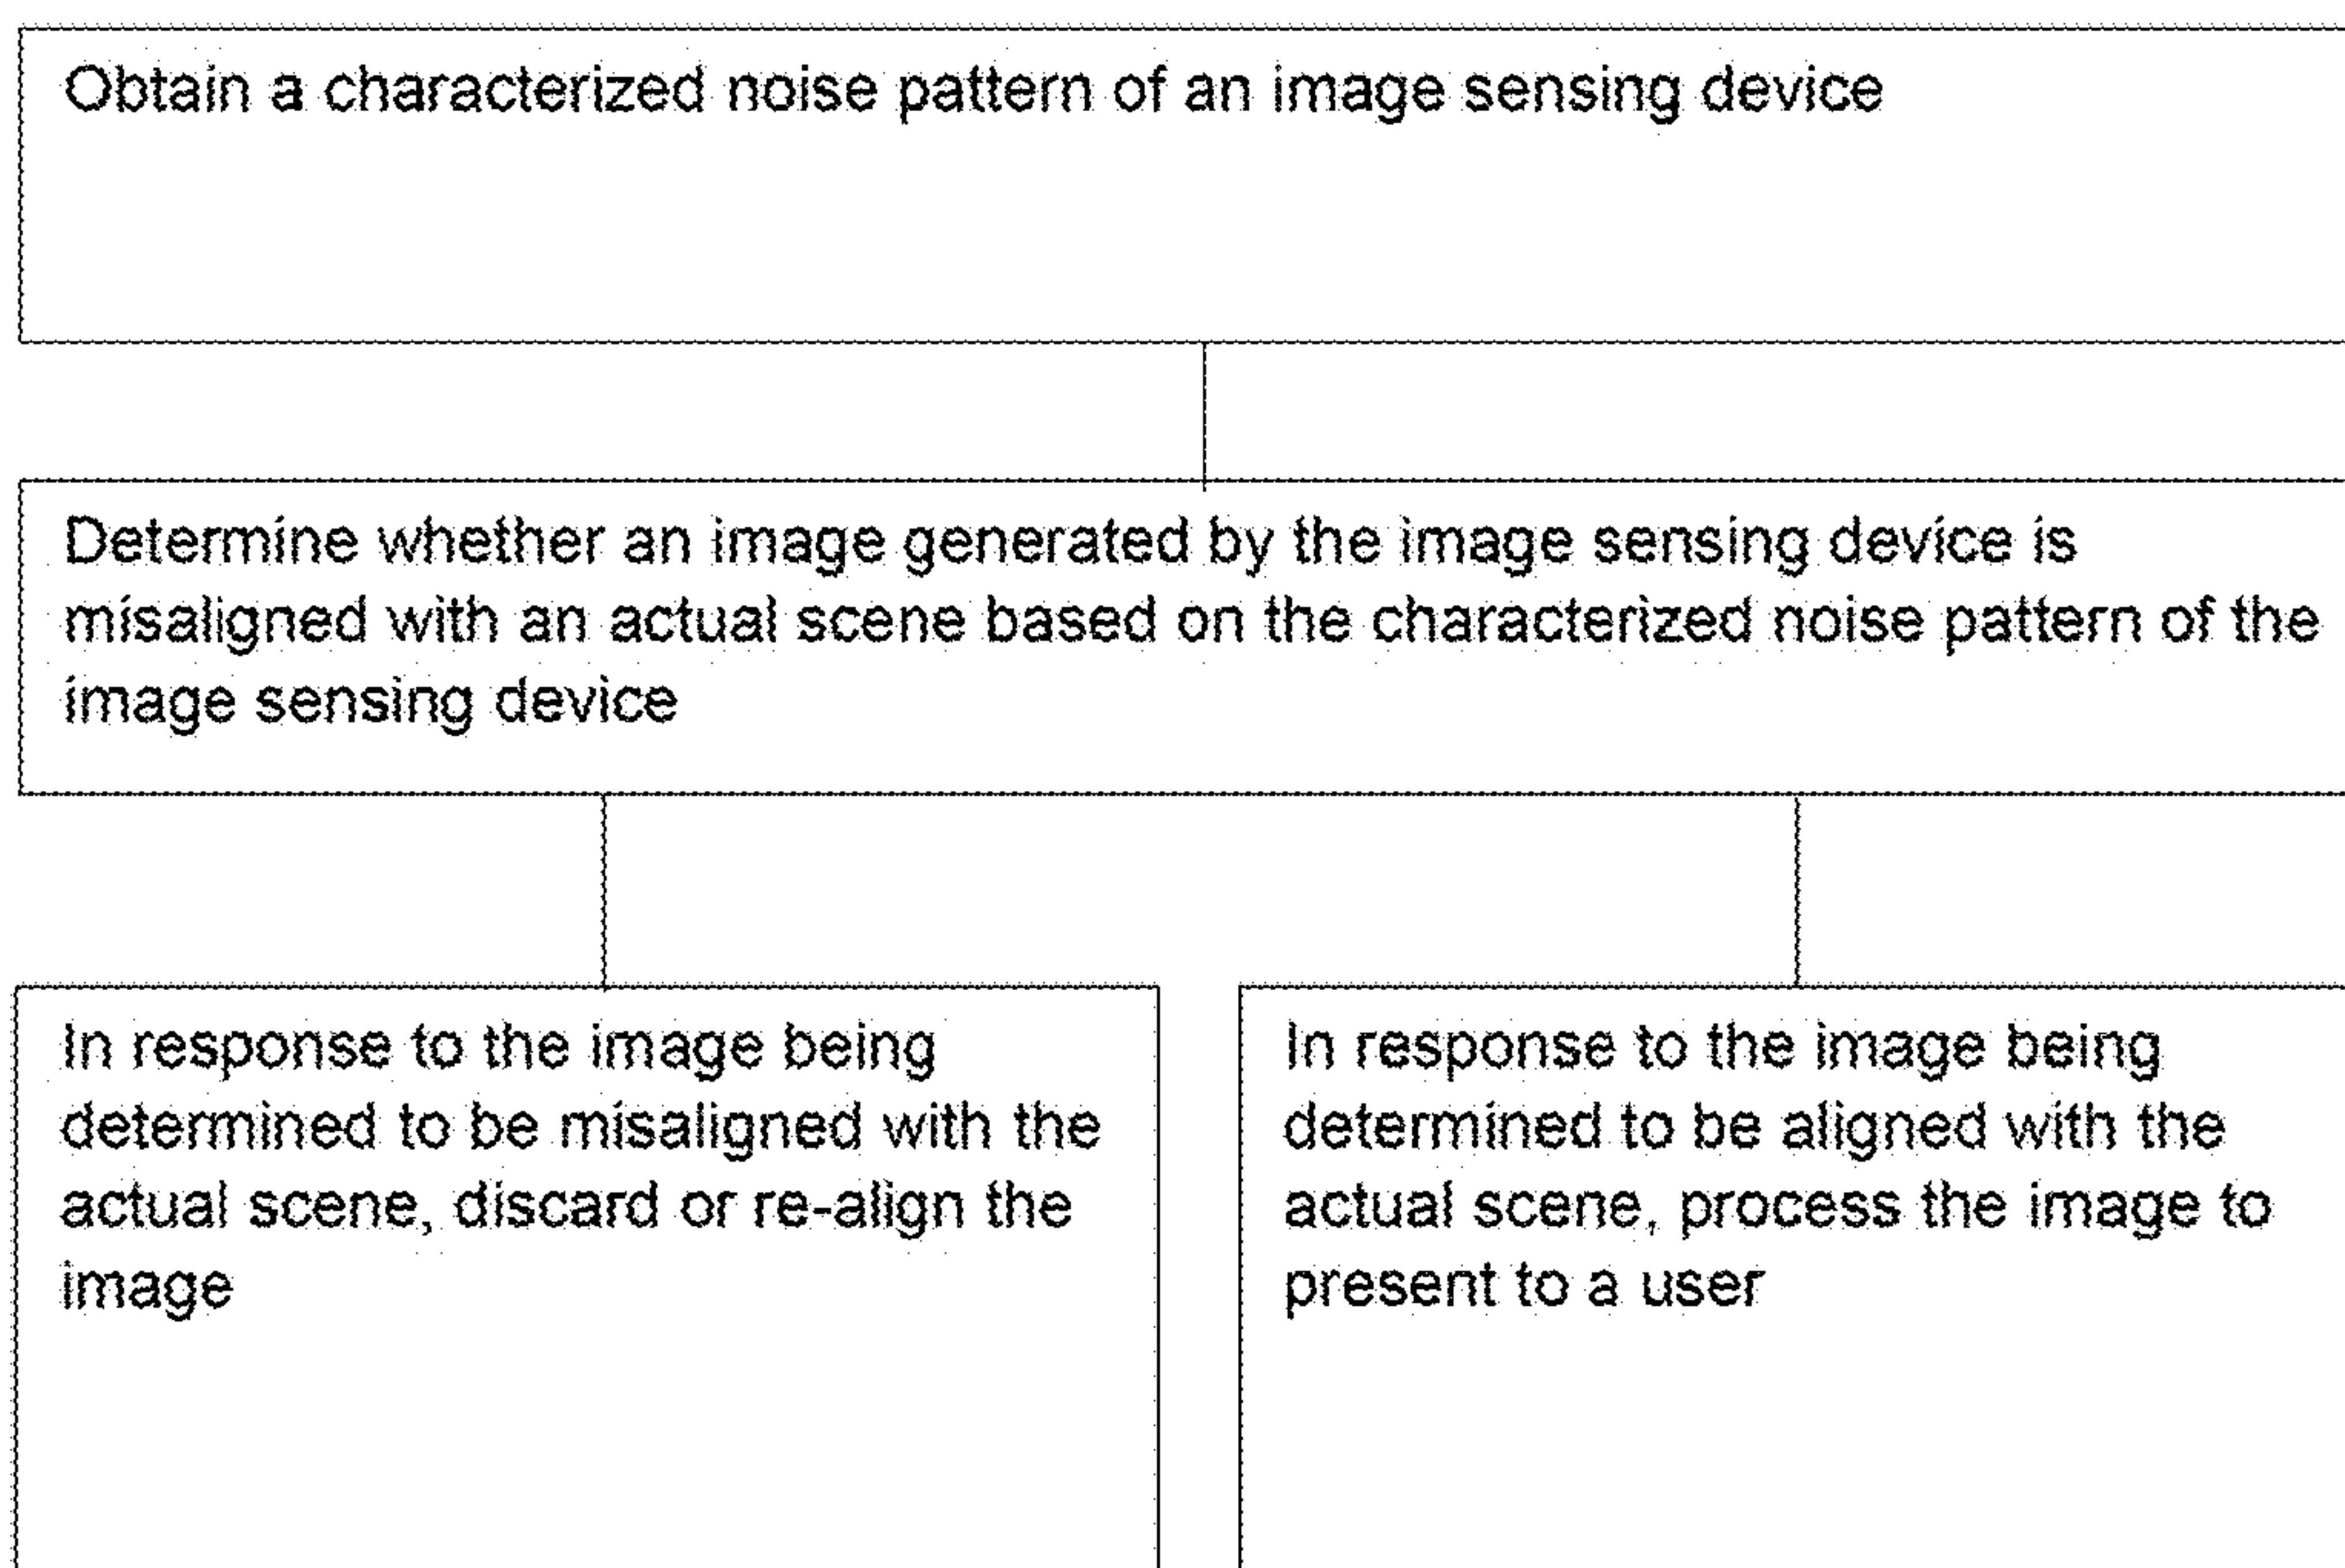 Obtain a characterized noise pattern of an image sensing device
Determine whether an image generated by the image sensing device is
misaligned with an actual scene based on the characterized noise pattern of the
image sensing device
In response to the image being
determined to be misaligned with the
actual scene, discard or re-align the
image
In response to the image being
determined to be aligned with the
actual scene, process the image to
present to a user